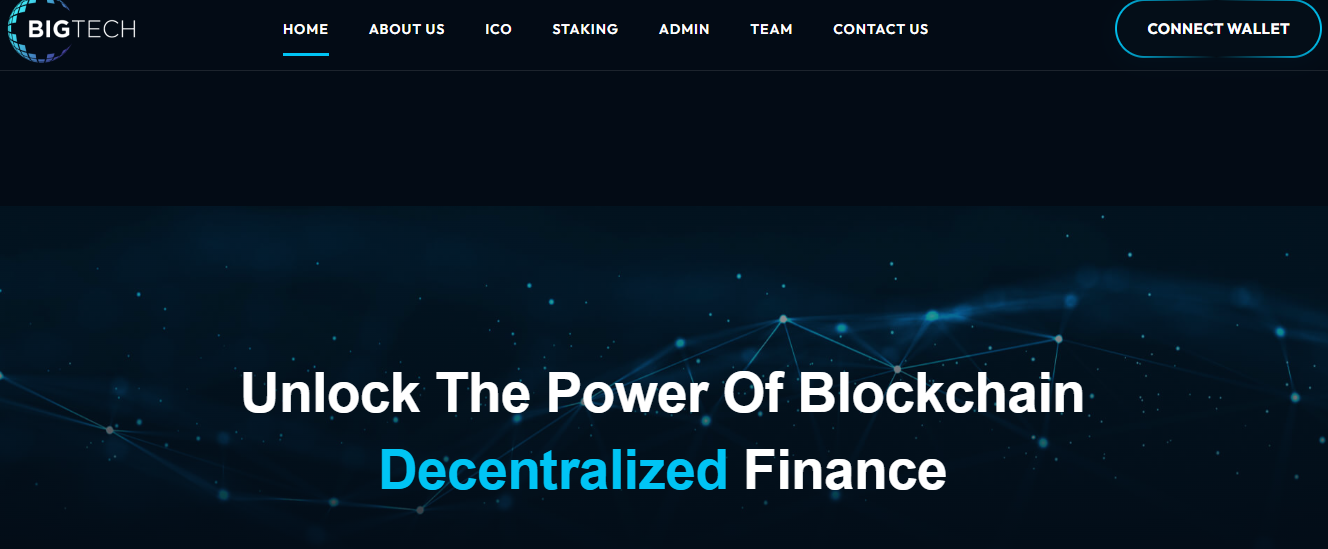 BIGTECH
HOME ABOUT US ICO STAKING ADMIN TEAM CONTACT US CONNECT WALLET
Unlock The Power Of Blockchain
Decentralized Finance